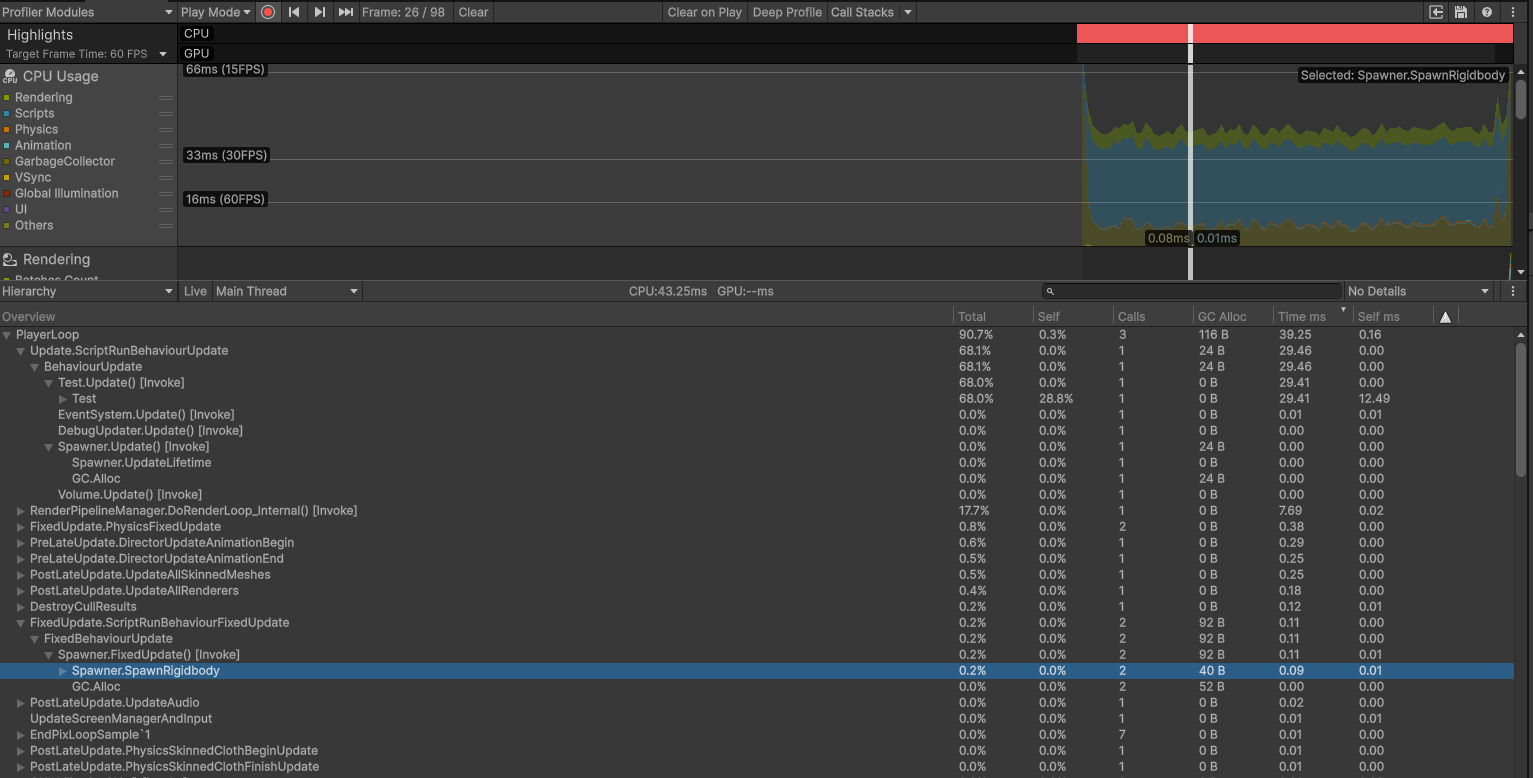 Profiler Modules Play Mode Frame: 26 / 98 Clear Clear on Play Deep Profile Call Stacks
Highlights CPU
Target Frame Time: 60 FPS GPU
CPU Usage 66ms (15FPS) Selected: Spawner.SpawnRigidbody
Rendering
Scripts
Physics
Animation
33ms (30FPS)
GarbageCollector
VSync
Global Illumination
16ms (60FPS)
UI
Others
0.08ms 0.01ms
Rendering
Batches Count
Hierarchy Live Main Thread CPU:43.25ms GPU:--ms No Details
Overview Total Self Calls GC Alloc Time ms Self ms
PlayerLoop 90.7% 0.3% 3 116 B 39.25 0.16
Update.ScriptRunBehaviourUpdate 68.1% 0.0% 1 24 B 29.46 0.00
BehaviourUpdate 68.1% 0.0% 1 24 B 29.46 0.00
Test.Update() [Invoke] 68.0% 0.0% 1 0 B 29.41 0.00
Test 68.0% 28.8% 1 0 B 29.41 12.49
EventSystem.Update() [Invoke] 0.0% 0.0% 1 0 B 0.01 0.01
DebugUpdater.Update() [Invoke] 0.0% 0.0% 1 0 B 0.00 0.00
Spawner.Update() [Invoke] 0.0% 0.0% 1 24 B 0.00 0.00
Spawner.UpdateLifetime 0.0% 0.0% 1 0 B 0.00 0.00
GC.Alloc 0.0% 0.0% 1 24 B 0.00 0.00
Volume.Update() [Invoke] 0.0% 0.0% 1 0 B 0.00 0.00
RenderPipelineManager.DoRenderLoop_Internal() [Invoke] 17.7% 0.0% 1 0 B 7.69 0.02
FixedUpdate.PhysicsFixedUpdate 0.8% 0.0% 2 0 B 0.38 0.00
PreLateUpdate.DirectorUpdateAnimationBegin 0.6% 0.0% 1 0 B 0.29 0.00
PreLateUpdate.DirectorUpdateAnimationEnd 0.5% 0.0% 1 0 B 0.25 0.00
PostLateUpdate.UpdateAllSkinnedMeshes 0.5% 0.0% 1 0 B 0.25 0.00
PostLateUpdate.UpdateAllRenderers 0.4% 0.0% 1 0 B 0.18 0.00
DestroyCullResults 0.2% 0.0% 1 0 B 0.12 0.01
FixedUpdate.ScriptRunBehaviourFixedUpdate 0.2% 0.0% 2 92 B 0.11 0.00
FixedBehaviourUpdate 0.2% 0.0% 2 92 B 0.11 0.00
Spawner.FixedUpdate() [Invoke] 0.2% 0.0% 2 92 B 0.11 0.01
Spawner.SpawnRigidbody 0.2% 0.0% 2 40 B 0.09 0.01
GC.Alloc 0.0% 0.0% 2 52 B 0.00 0.00
PostLateUpdate.UpdateAudio 0.0% 0.0% 1 0 B 0.02 0.00
UpdateScreenManagerAndInput 0.0% 0.0% 1 0 B 0.01 0.01
EndPixLoopSample`1 0.0% 0.0% 7 0 B 0.01 0.00
PostLateUpdate.PhysicsSkinnedClothBeginUpdate 0.0% 0.0% 1 0 B 0.01 0.00
PostLateUpdate.PhysicsSkinnedClothFinishUpdate 0.0% 0.0% 1 0 B 0.01 0.00